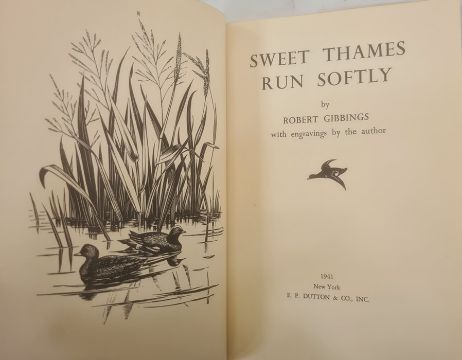 SWEET THAMES
RUN SOFTLY
by
ROBERT GIBBINGS
with engravings by the author
1941
New York
E. P. DUTTON & CO., INC.